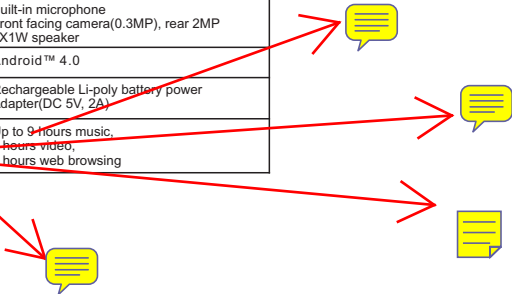 uilt-in microphone
ront facing camera(0.3MP), rear 2MP
X1W speaker
ndroid™ 4.0
echargeable Li-poly battery power
dapter(DC 5V, 2A)
p to 9 hours music,
hours video,
hours web browsing